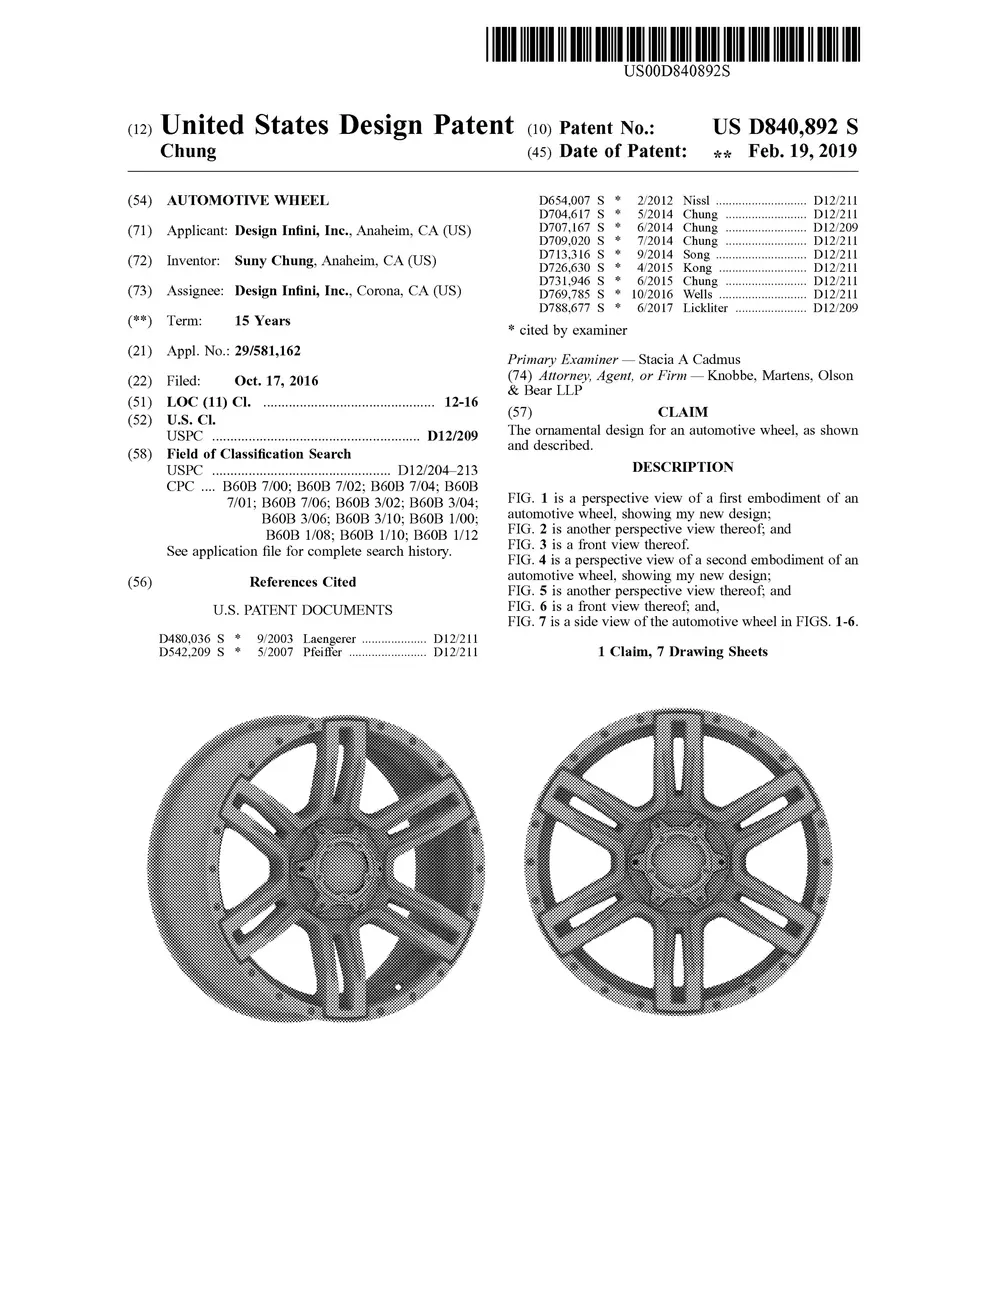 US00D840892S
(12) United States Design Patent
Chung
(10) Patent No.: US D840,892 S
(45) Date of Patent: ** Feb. 19, 2019
(54) AUTOMOTIVE WHEEL
(71) Applicant: Design Infini, Inc., Anaheim, CA (US)
(72) Inventor: Suny Chung, Anaheim, CA (US)
(73) Assignee: Design Infini, Inc., Corona, CA (US)
(**) Term: 15 Years
(21) Appl. No.: 29/581,162
(22) Filed: Oct. 17, 2016
(51) LOC (11) Cl. ............................................... 12-16
(52) U.S. Cl.
USPC ......................................................... D12/209
(58) Field of Classification Search
USPC ................................................. D12/204–213
CPC .... B60B 7/00; B60B 7/02; B60B 7/04; B60B
7/01; B60B 7/06; B60B 3/02; B60B 3/04;
B60B 3/06; B60B 3/10; B60B 1/00;
B60B 1/08; B60B 1/10; B60B 1/12
See application file for complete search history.
(56) References Cited
U.S. PATENT DOCUMENTS
D480,036 S * 9/2003 Laengerer .................... D12/211
D542,209 S * 5/2007 Pfeiffer ........................ D12/211
D654,007 S * 2/2012 Nissl ............................ D12/211
D704,617 S * 5/2014 Chung ......................... D12/211
D707,167 S * 6/2014 Chung ......................... D12/209
D709,020 S * 7/2014 Chung ......................... D12/211
D713,316 S * 9/2014 Song ............................ D12/211
D726,630 S * 4/2015 Kong ........................... D12/211
D731,946 S * 6/2015 Chung ......................... D12/211
D769,785 S * 10/2016 Wells ........................... D12/211
D788,677 S * 6/2017 Lickliter ...................... D12/209
* cited by examiner
Primary Examiner — Stacia A Cadmus
(74) Attorney, Agent, or Firm — Knobbe, Martens, Olson
& Bear LLP
(57) CLAIM
The ornamental design for an automotive wheel, as shown
and described.
DESCRIPTION
FIG. 1 is a perspective view of a first embodiment of an
automotive wheel, showing my new design;
FIG. 2 is another perspective view thereof; and
FIG. 3 is a front view thereof.
FIG. 4 is a perspective view of a second embodiment of an
automotive wheel, showing my new design;
FIG. 5 is another perspective view thereof; and
FIG. 6 is a front view thereof; and,
FIG. 7 is a side view of the automotive wheel in FIGS. 1-6.
1 Claim, 7 Drawing Sheets